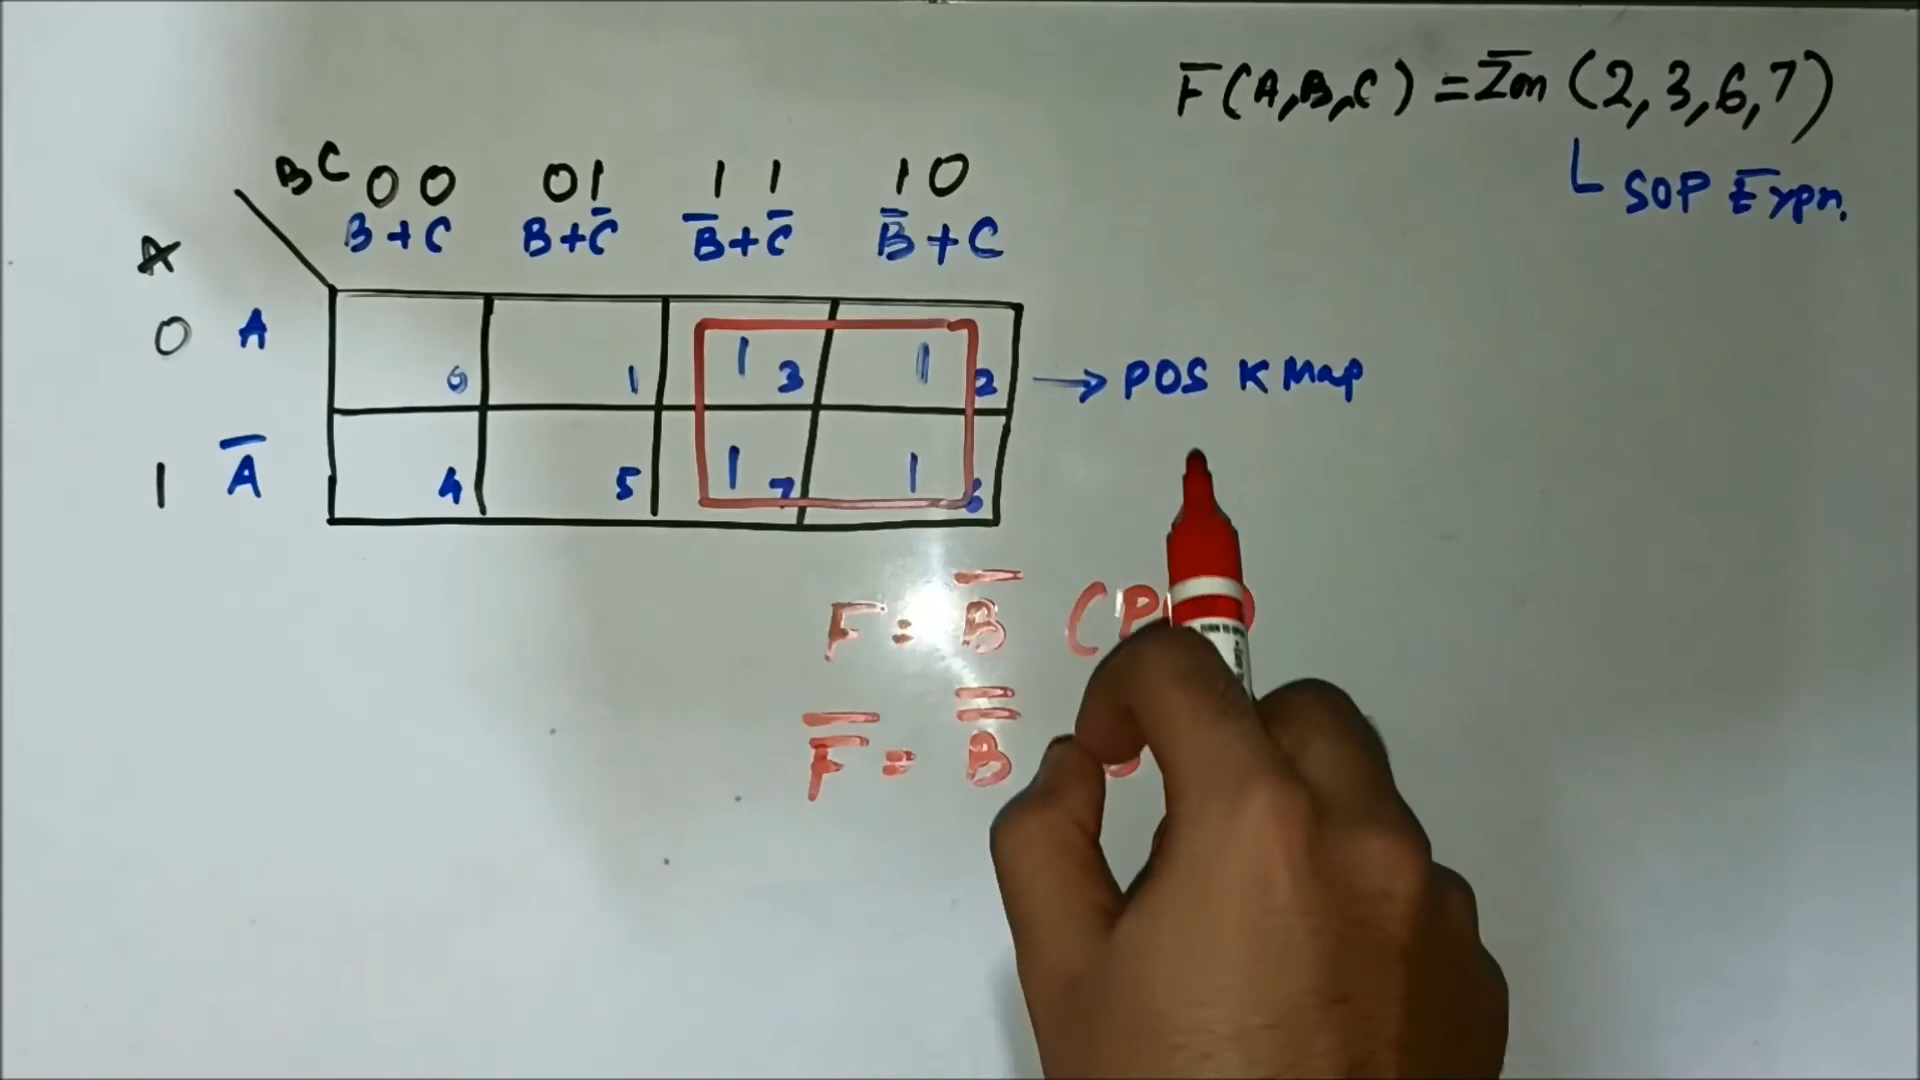 F̅(A,B,C) = Σm (2,3,6,7)
SOP Expn.
BC 00 01 11 10
B+C B+C̅ B̅+C̅ B̅+C
A
0 A 0 1 1 3 1 2 → POS K Map
1 A̅ 4 5 1 7 1 6
F = B̅
F̿ = B̿̅